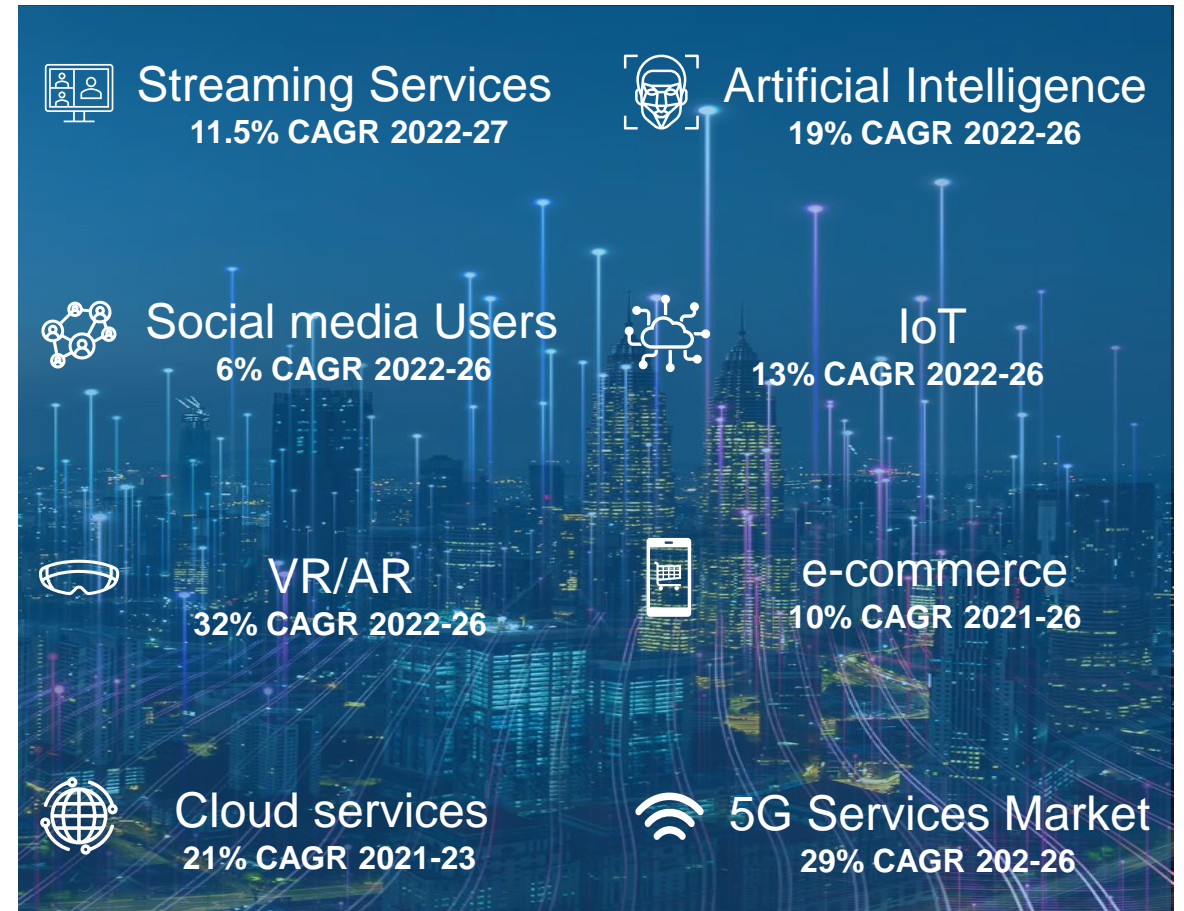 Streaming Services
11.5% CAGR 2022-27
Artificial Intelligence
19% CAGR 2022-26
Social media Users
6% CAGR 2022-26
IoT
13% CAGR 2022-26
VR/AR
32% CAGR 2022-26
e-commerce
10% CAGR 2021-26
Cloud services
21% CAGR 2021-23
5G Services Market
29% CAGR 202-26